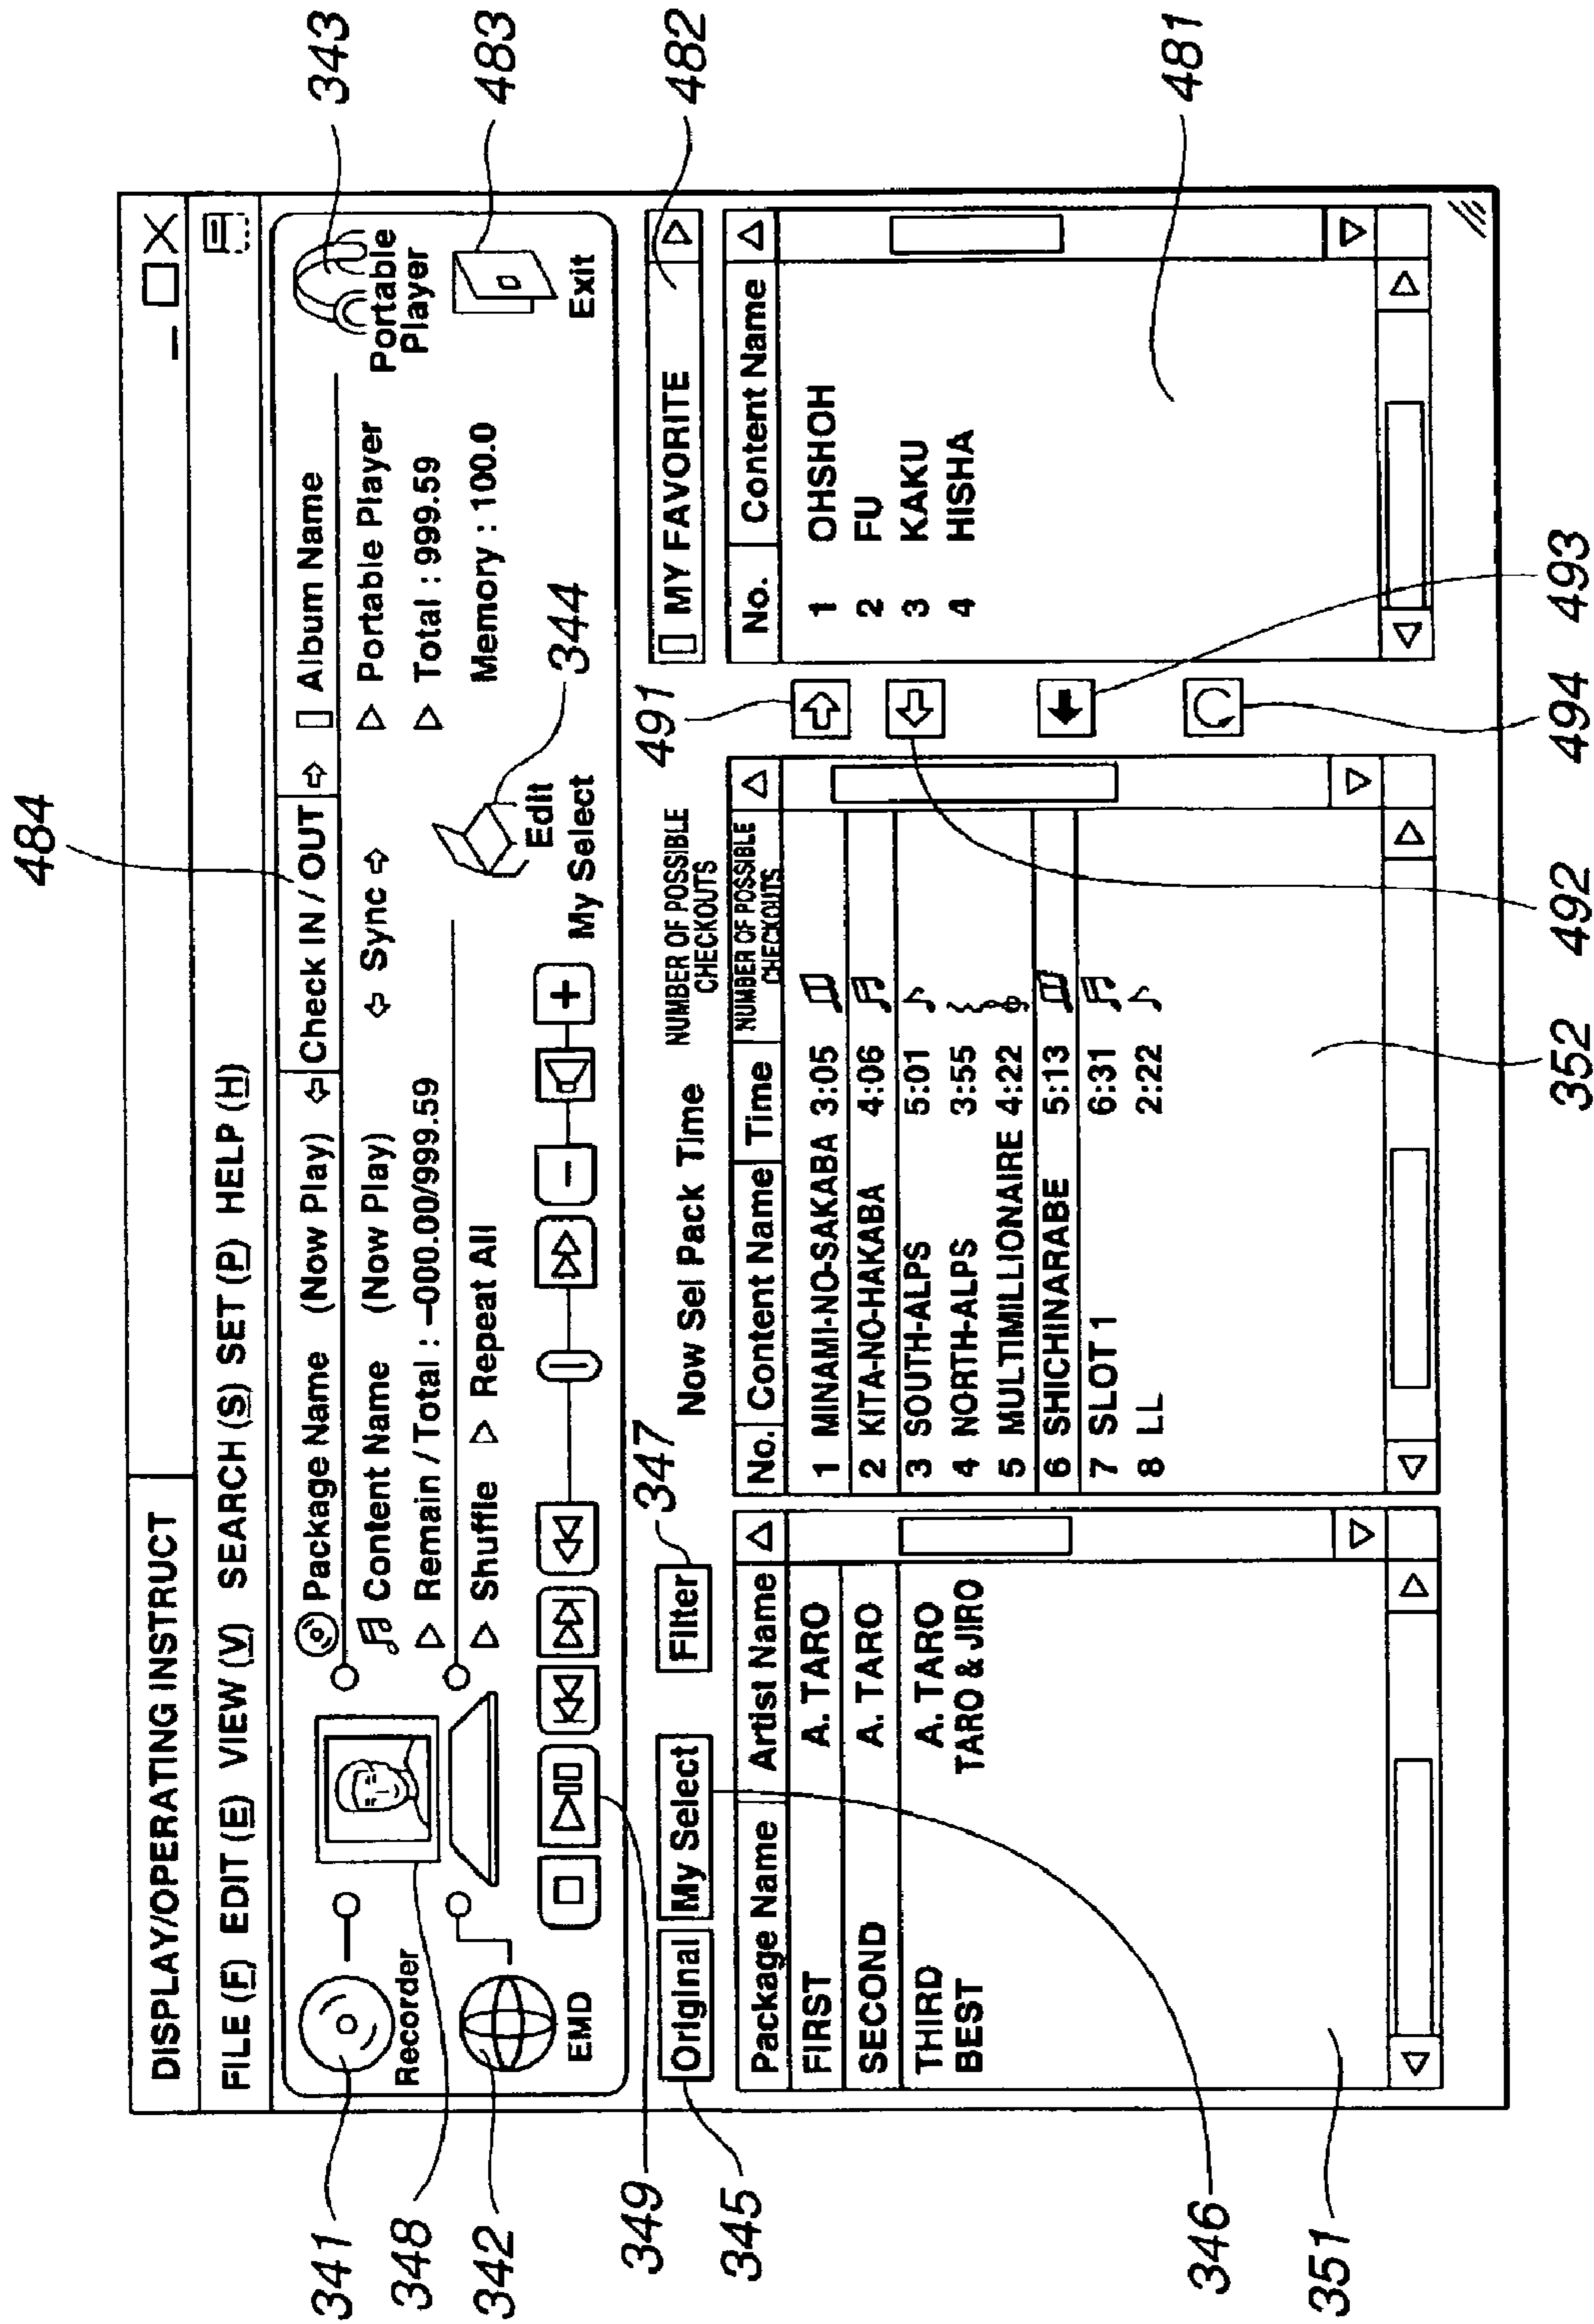 484
DISPLAY/OPERATING INSTRUCT
FILE (F) EDIT (E) VIEW (V) SEARCH (S) SET (P) HELP (H)
341
348
342
349
345
346
351
Recorder
EMD
Package Name (Now Play)
Content Name (Now Play)
Remain / Total : -000.00/999.59
Shuffle Repeat All
Check IN / OUT
Sync
Album Name
Portable Player
Total : 999.59
Memory : 100.0
Portable
Player
Exit
Edit
My Select
344
343
483
482
481
Original My Select Filter
347
Now Sel Pack Time
NUMBER OF POSSIBLE
CHECKOUTS
491
MY FAVORITE
Package Name Artist Name
FIRST A. TARO
SECOND A. TARO
THIRD A. TARO
BEST TARO & JIRO
No. Content Name Time NUMBER OF POSSIBLE
CHECKOUTS
1 MINAMI-NO-SAKABA 3:05
2 KITA-NO-HAKABA 4:06
3 SOUTH-ALPS 5:01
4 NORTH-ALPS 3:55
5 MULTIMILLIONAIRE 4:22
6 SHICHINARABE 5:13
7 SLOT 1 6:31
8 LL 2:22
No. Content Name
1 OHSHOH
2 FU
3 KAKU
4 HISHA
352
492
494
493